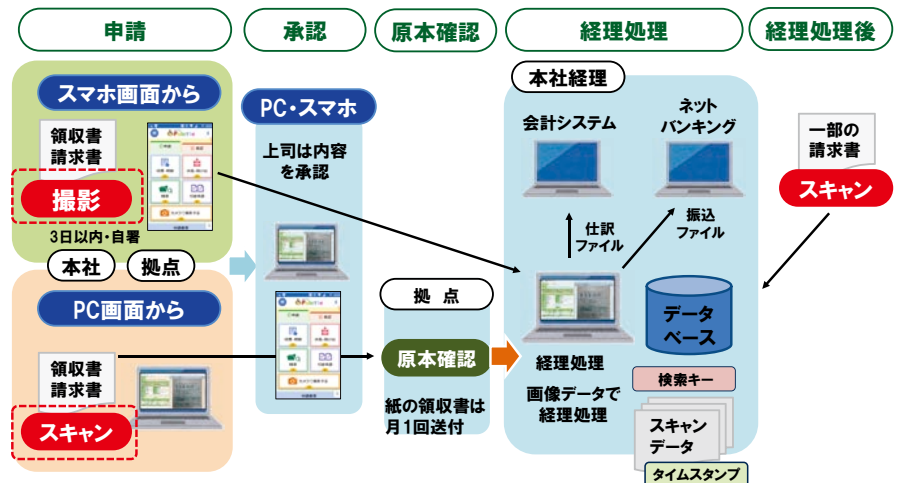 申請
承認
原本確認
経理処理
経理処理後
スマホ画面から
領収書
請求書
撮影
3日以内・自署
本社
拠点
PC画面から
領収書
請求書
スキャン
PC・スマホ
上司は内容
を承認
拠 点
原本確認
紙の領収書は
月1回送付
本社経理
会計システム
ネット
バンキング
仕訳
ファイル
振込
ファイル
経理処理
画像データで
経理処理
データ
ベース
検索キー
スキャン
データ
タイムスタンプ
一部の
請求書
スキャン